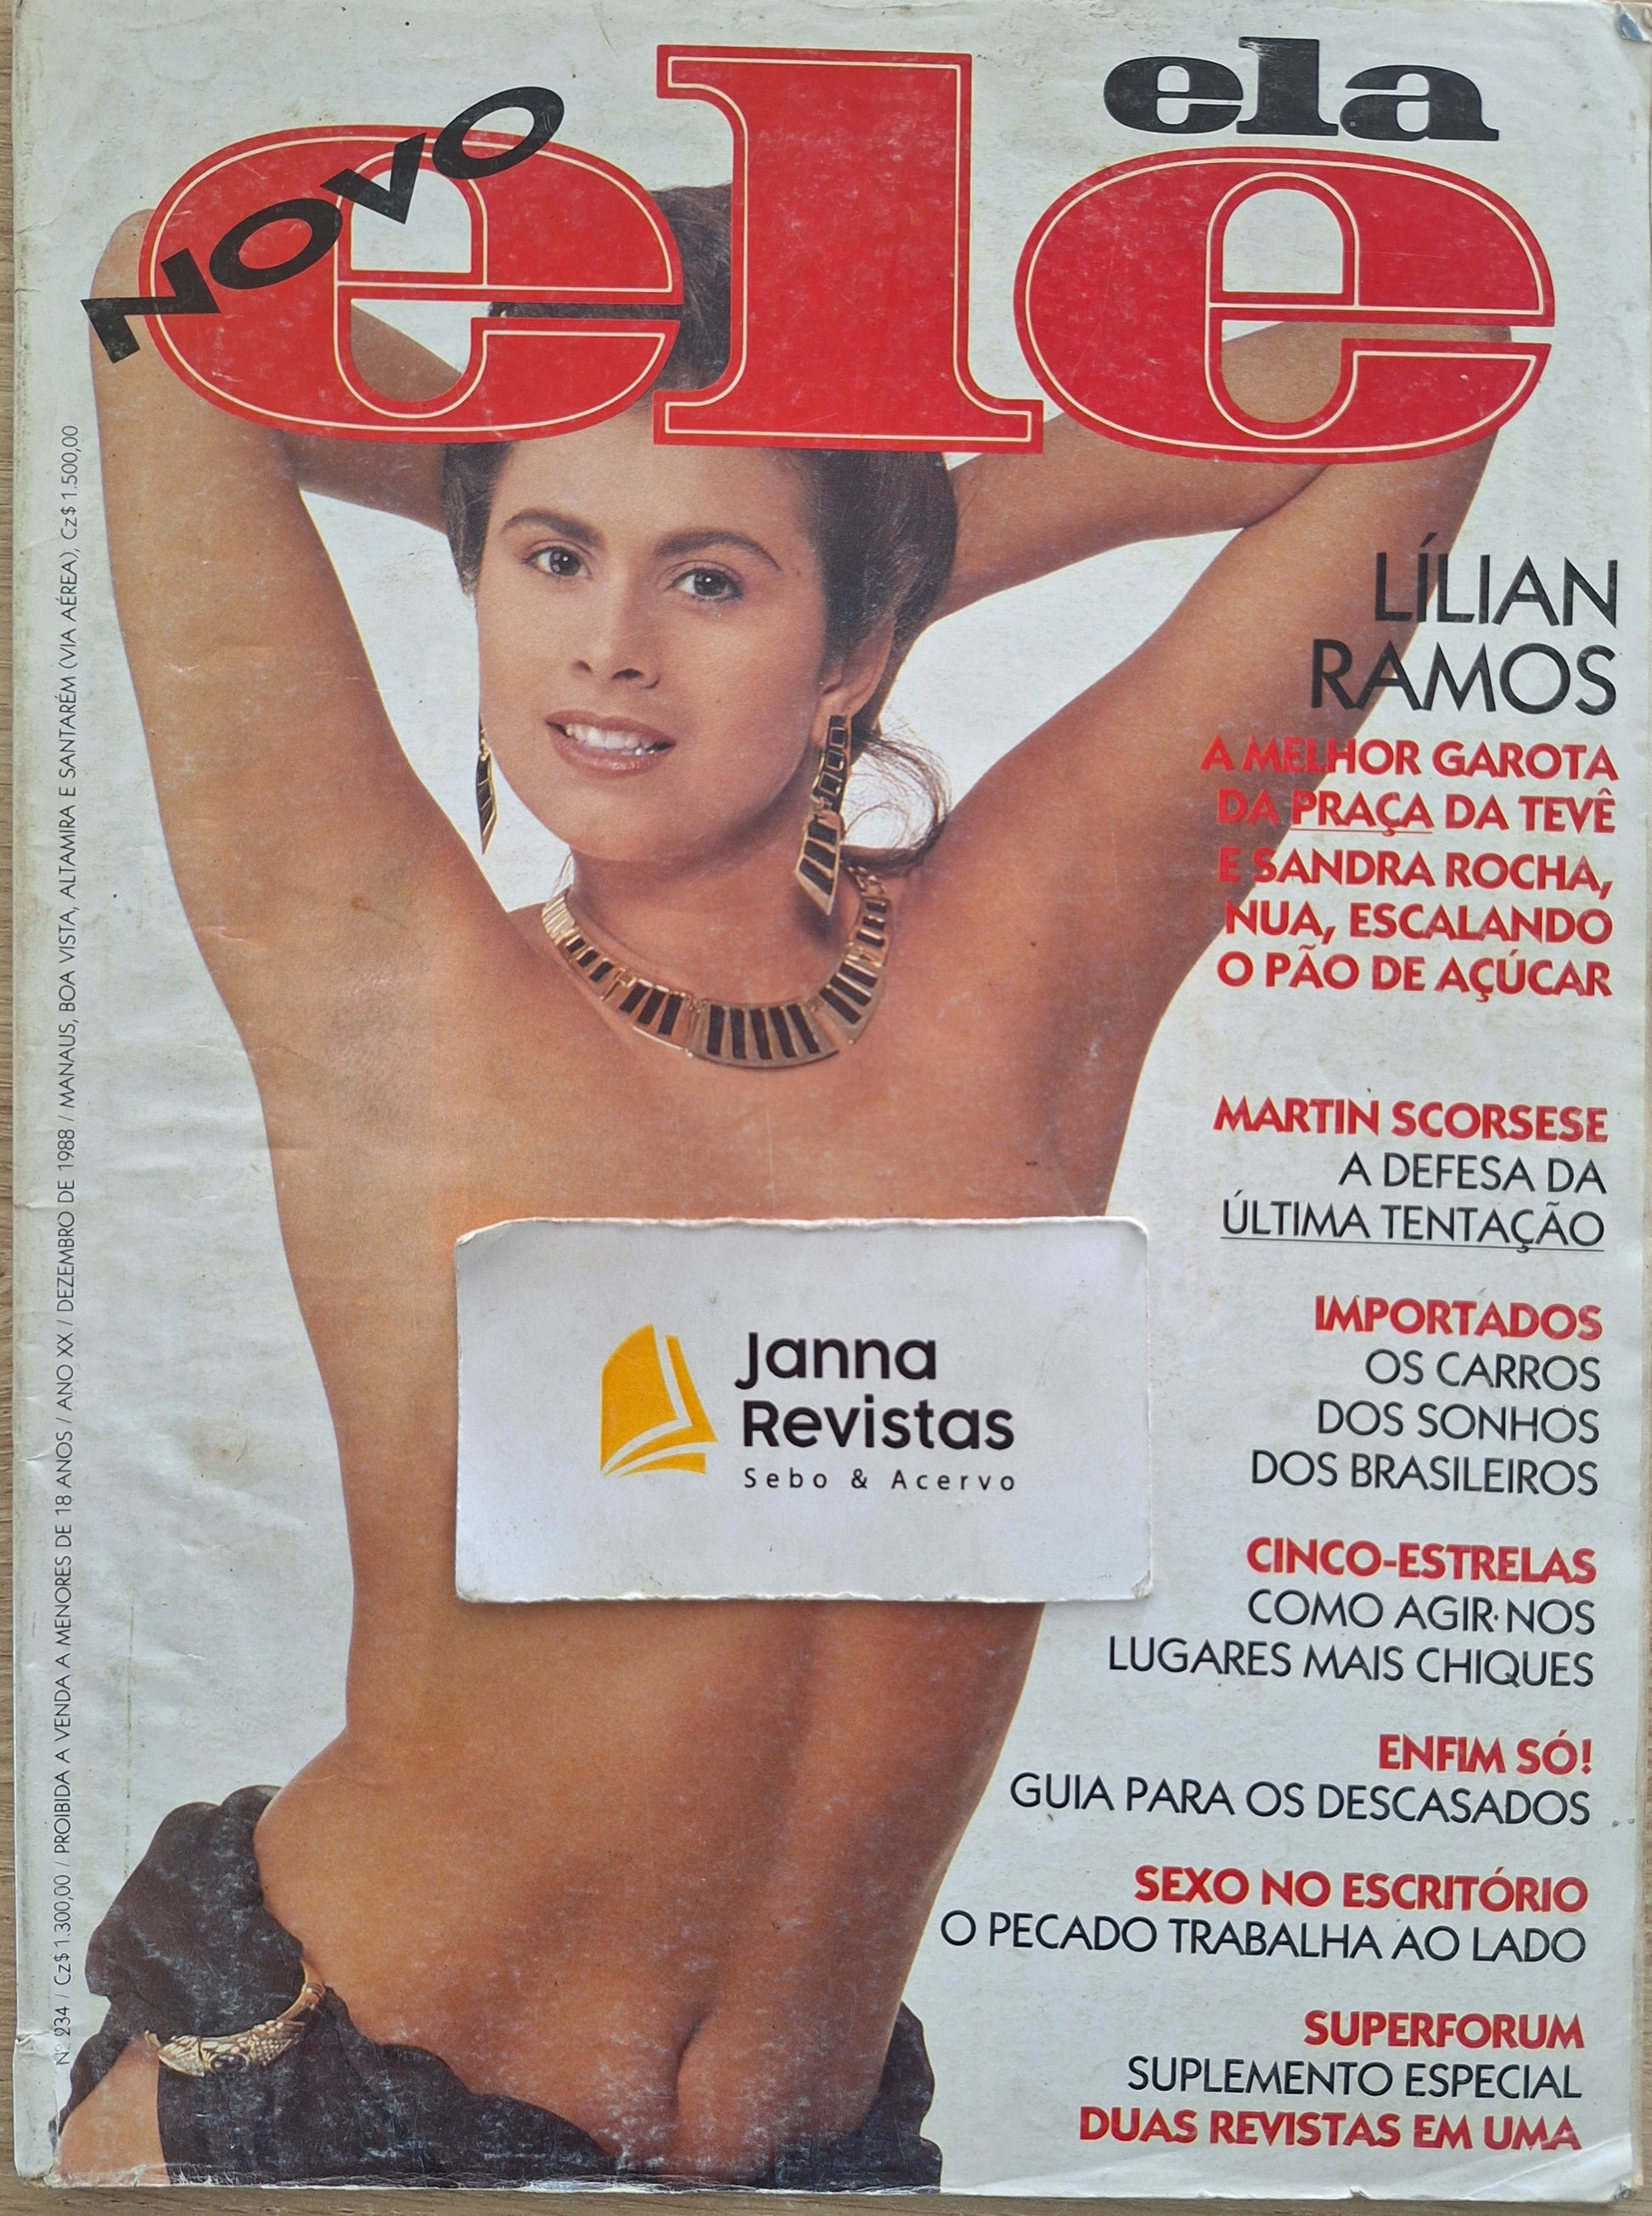 NOVO
ela
ele
LÍLIAN
RAMOS
A MELHOR GAROTA
DA PRAÇA DA TEVÊ
E SANDRA ROCHA,
NUA, ESCALANDO
O PÃO DE AÇÚCAR
MARTIN SCORSESE
A DEFESA DA
ÚLTIMA TENTAÇÃO
IMPORTADOS
OS CARROS
DOS SONHOS
DOS BRASILEIROS
CINCO-ESTRELAS
COMO AGIR NOS
LUGARES MAIS CHIQUES
ENFIM SÓ!
GUIA PARA OS DESCASADOS
SEXO NO ESCRITÓRIO
O PECADO TRABALHA AO LADO
SUPERFORUM
SUPLEMENTO ESPECIAL
DUAS REVISTAS EM UMA
Janna
Revistas
Sebo & Acervo
Nº 234 / Cz$ 1.300,00 / PROIBIDA A VENDA A MENORES DE 18 ANOS / ANO XX / DEZEMBRO DE 1988 / MANAUS, BOA VISTA, ALTAMIRA E SANTARÉM (VIA AÉREA), Cz$ 1.500,00